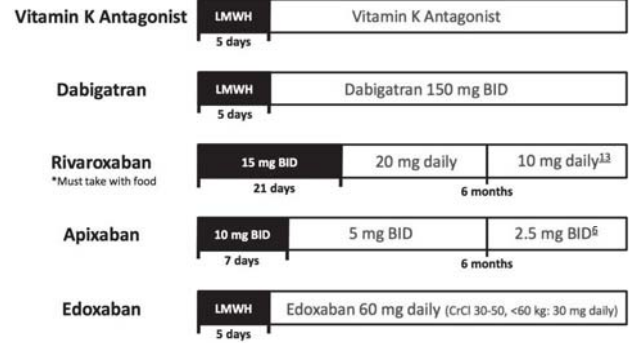 Vitamin K Antagonist
LMWH
Vitamin K Antagonist
5 days
Dabigatran
LMWH
Dabigatran 150 mg BID
5 days
Rivaroxaban
*Must take with food
15 mg BID
20 mg daily
10 mg daily13
21 days
6 months
Apixaban
10 mg BID
5 mg BID
2.5 mg BID6
7 days
6 months
Edoxaban
LMWH
Edoxaban 60 mg daily (CrCl 30-50, <60 kg: 30 mg daily)
5 days